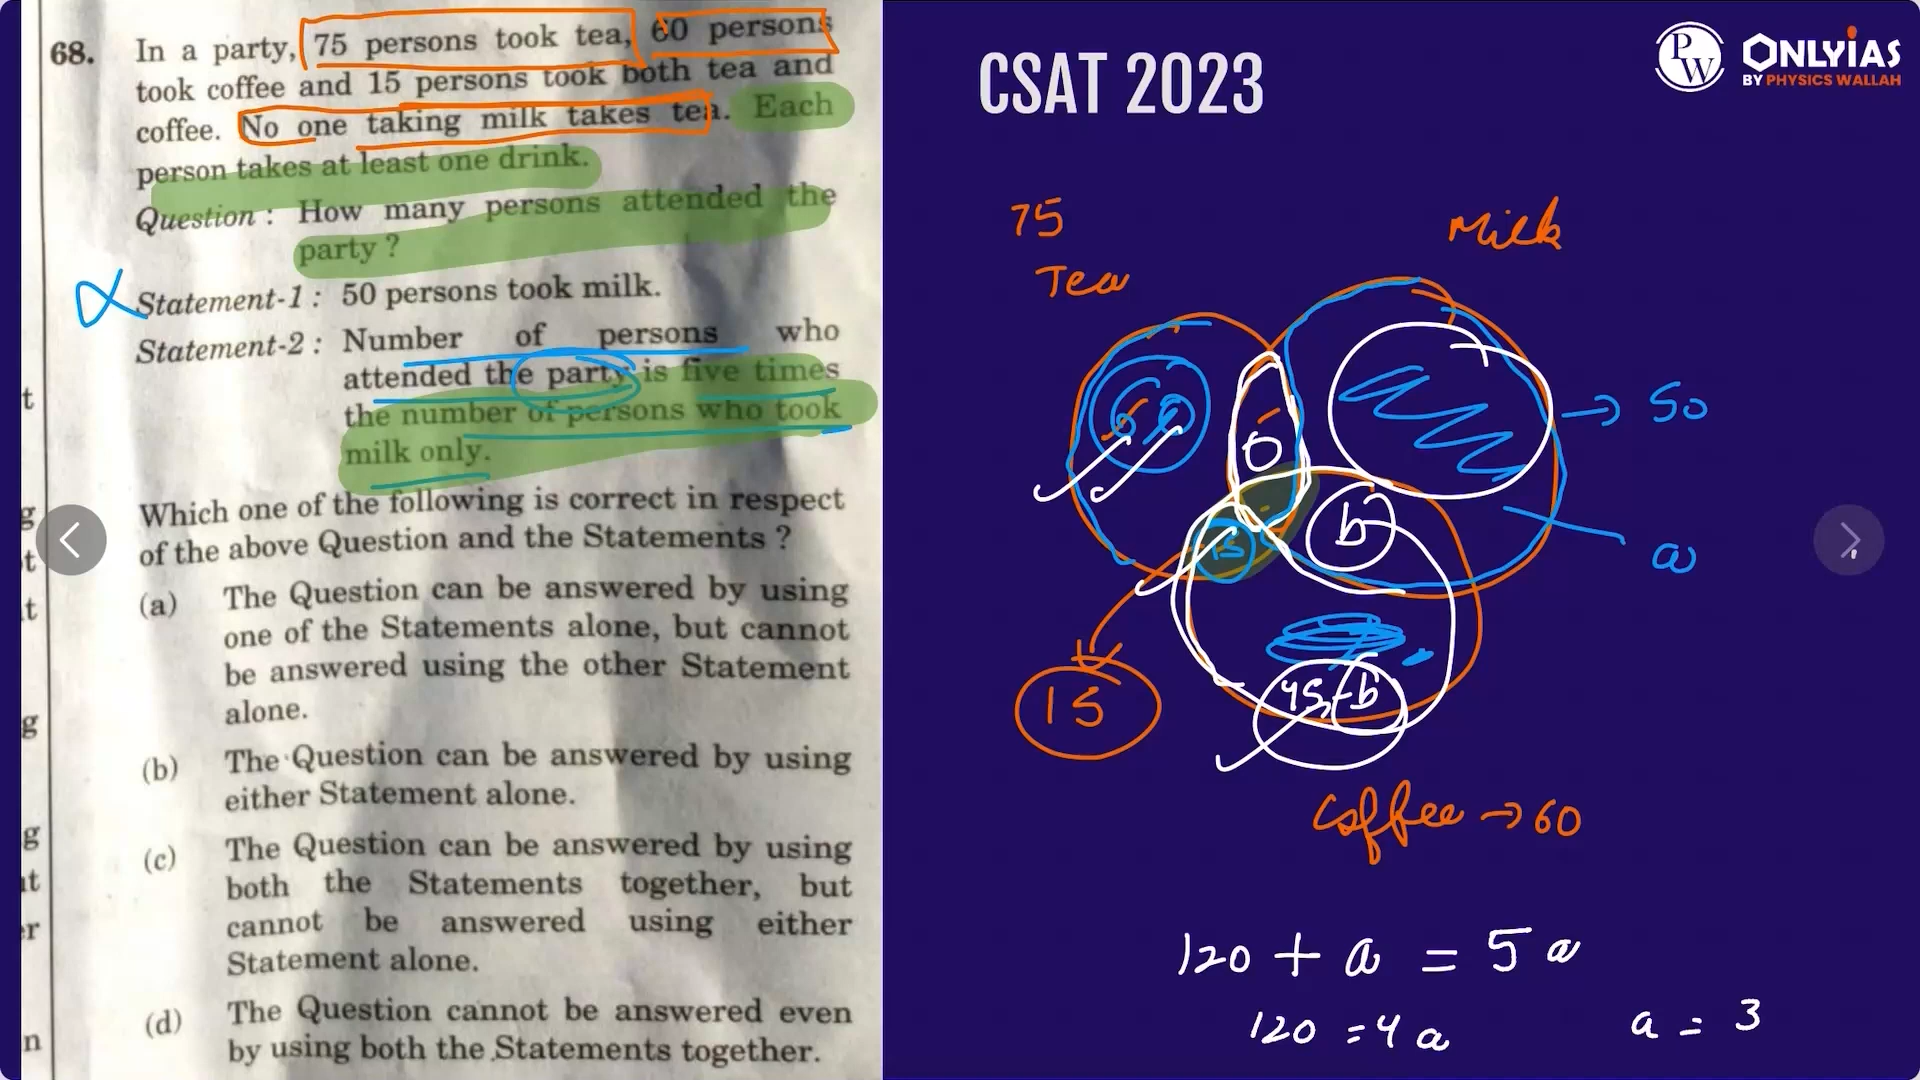 68. In a party, 75 persons took tea, 60 persons
took coffee and 15 persons took both tea and
coffee. No one taking milk takes tea. Each
person takes at least one drink.
Question : How many persons attended the
party ?
Statement-1 : 50 persons took milk.
Statement-2 : Number of persons who
attended the party is five times
the number of persons who took
milk only.
Which one of the following is correct in respect
of the above Question and the Statements ?
(a) The Question can be answered by using
one of the Statements alone, but cannot
be answered using the other Statement
alone.
(b) The Question can be answered by using
either Statement alone.
(c) The Question can be answered by using
both the Statements together, but
cannot be answered using either
Statement alone.
(d) The Question cannot be answered even
by using both the Statements together.
t
g
t
t
g
g
t
r
n
PW ONLYIAS
BY PHYSICS WALLAH
CSAT 2023
75
Tea
Milk
60
0
50
b
15
a
15
45-b
Coffee → 60
120 + a = 5a
120 = 4a
a = 3